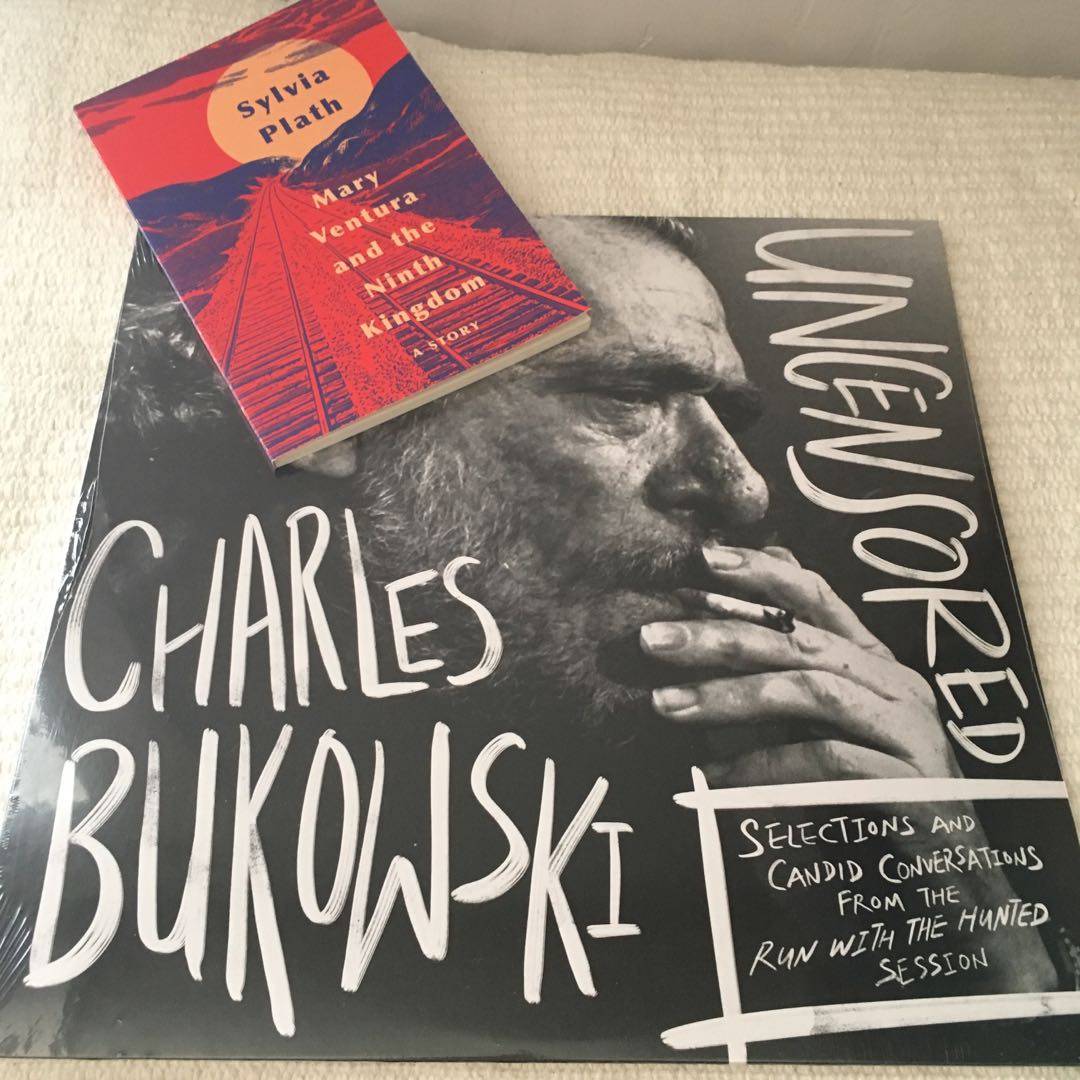 Sylvia
Plath
Mary
Ventura
and the
Ninth
Kingdom
A STORY
UNCENSORED
CHARLES
BUKOWSKI
SELECTIONS AND
CANDID CONVERSATIONS
FROM THE
RUN WITH THE HUNTED
SESSION